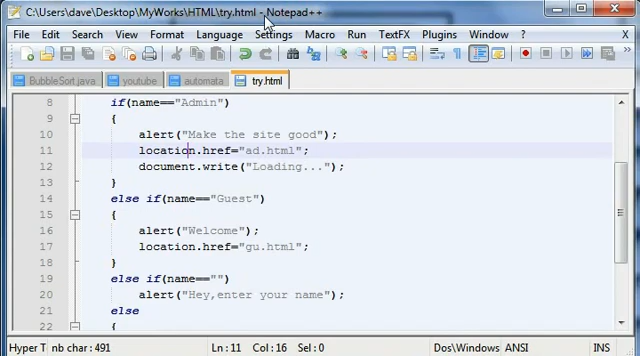 C:\Users\dave\Desktop\MyWorks\HTML\try.html - Notepad++
File Edit Search View Format Language Settings Macro Run TextFX Plugins Window ?
BubbleSort.java youtube automata try.html
8 if(name=="Admin")
9 {
10 alert("Make the site good");
11 location.href="ad.html";
12 document.write("Loading...");
13 }
14 else if(name=="Guest")
15 {
16 alert("Welcome");
17 location.href="gu.html";
18 }
19 else if(name=="")
20 alert("Hey,enter your name");
21 else
22 {
Hyper T nb char : 491 Ln : 11 Col : 16 Sel : 0 Dos\Windows ANSI INS